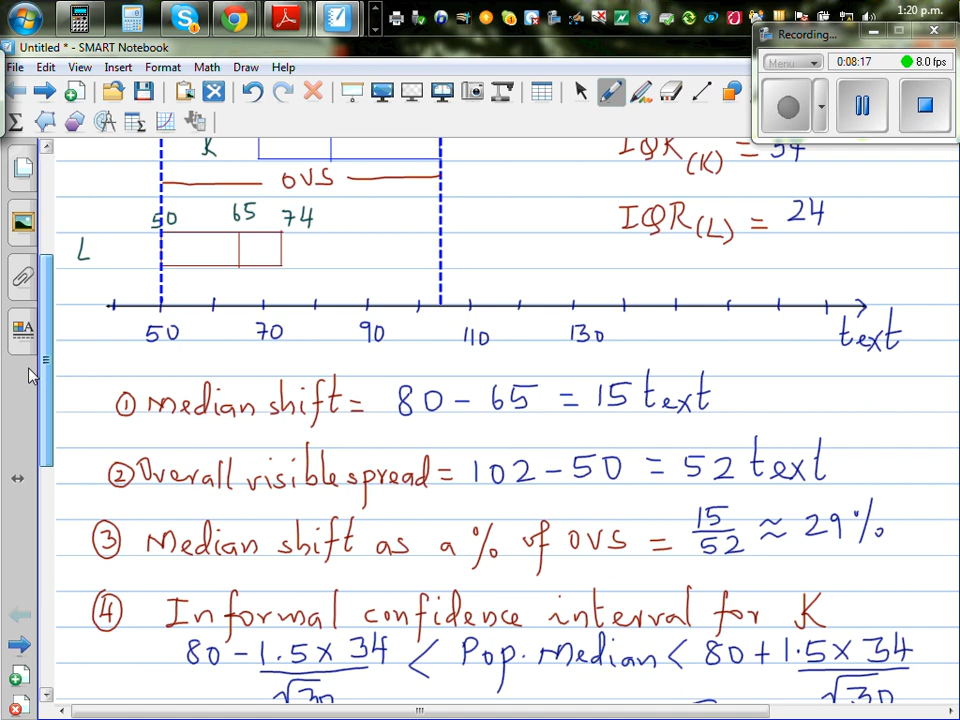 1:20 p.m.
Untitled * - SMART Notebook
Recording...
File Edit View Insert Format Math Draw Help
Menu 0:08:17 8.0 fps
K
IQR(K) = 34
OVS
50 65 74
IQR(L) = 24
L
50 70 90 110 130
text
① Median shift = 80 - 65 = 15 text
② Overall visible spread = 102 - 50 = 52 text
③ Median shift as a % of OVS = 15/52 ≈ 29%
④ Informal confidence interval for K
80 - 1.5 x 34/√30 < Pop. Median < 80 + 1.5 x 34/√30